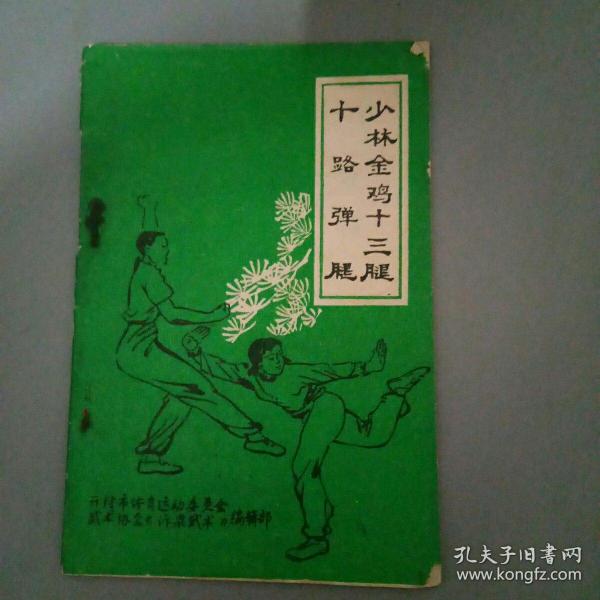 少林金鸡十三腿
十路弹腿
开封市体育运动委员会
武术协会《汴梁武术》编辑部
孔夫子旧书网
www.kongfz.com